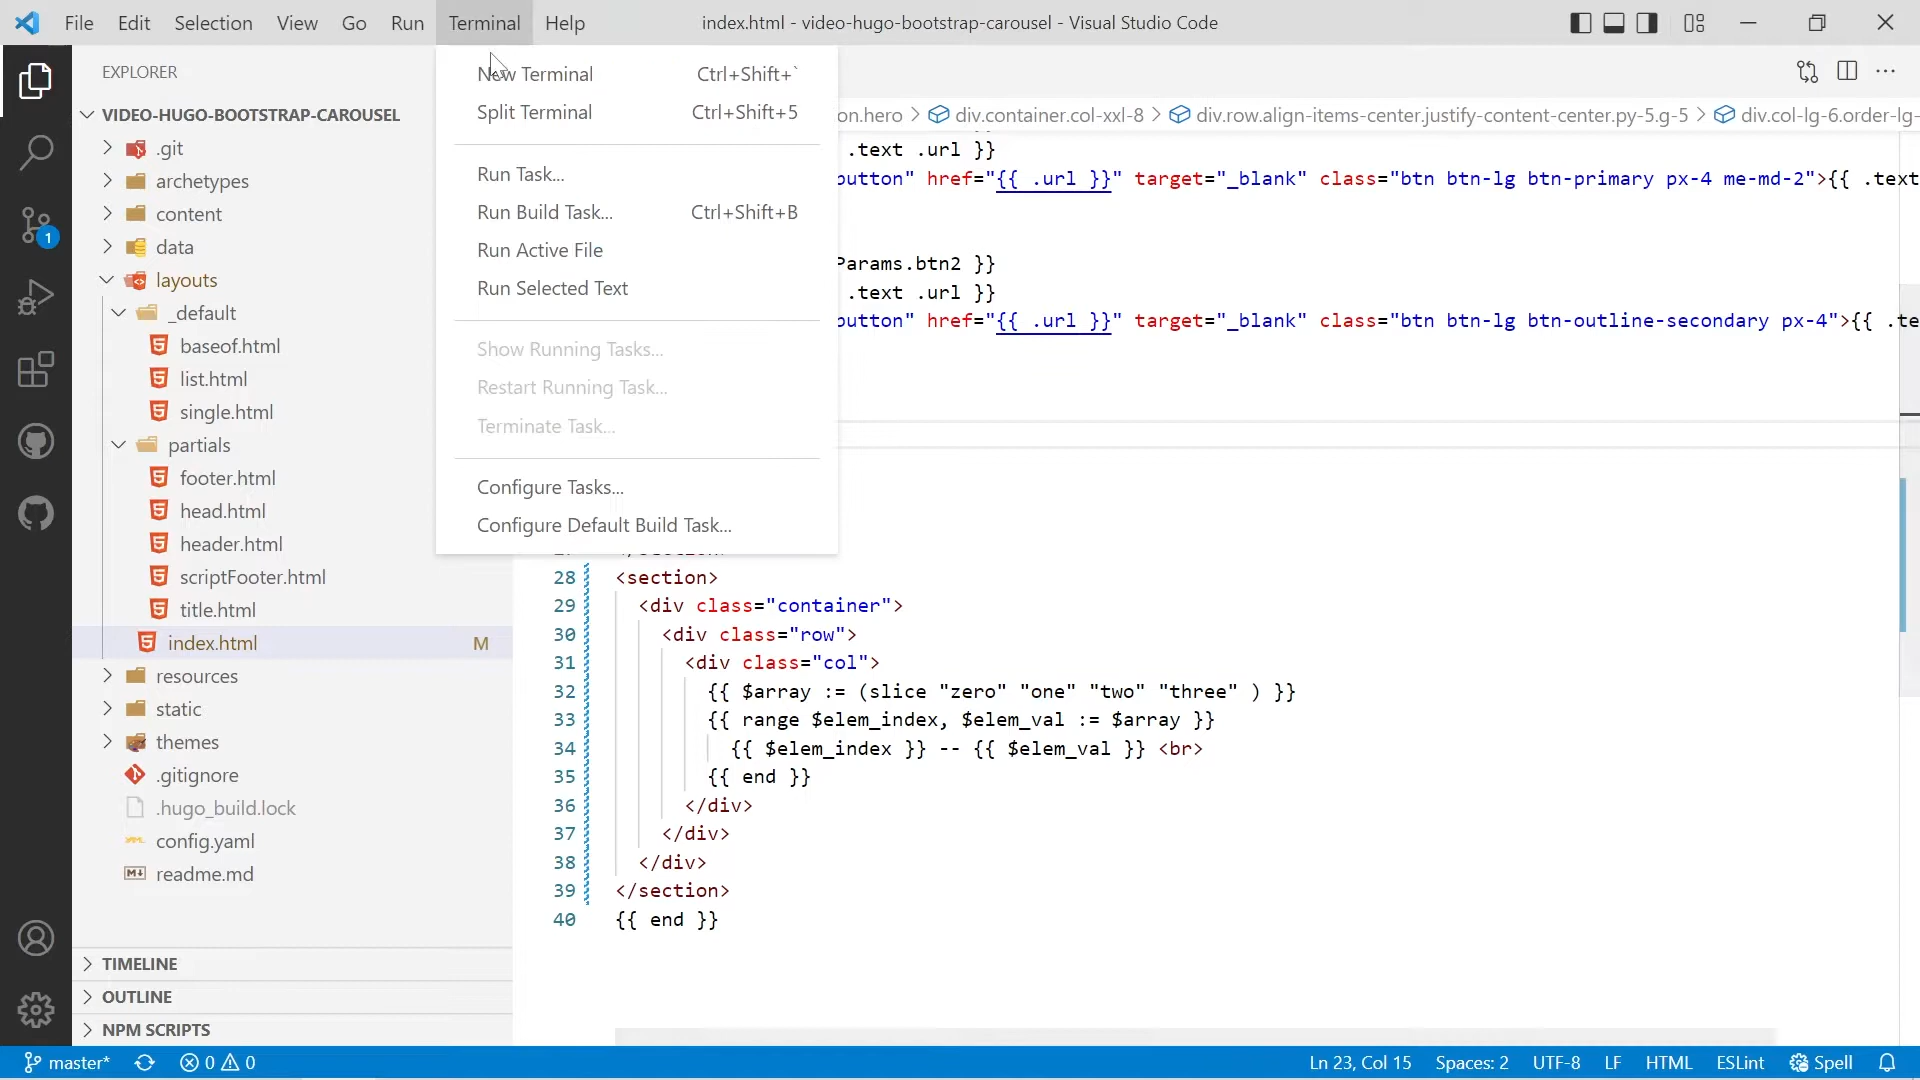 File Edit Selection View Go Run Terminal Help index.html - video-hugo-bootstrap-carousel - Visual Studio Code
EXPLORER
VIDEO-HUGO-BOOTSTRAP-CAROUSEL
.git
archetypes
content
data
layouts
_default
baseof.html
list.html
single.html
partials
footer.html
head.html
header.html
scriptFooter.html
title.html
index.html M
resources
static
themes
.gitignore
.hugo_build.lock
config.yaml
readme.md
TIMELINE
OUTLINE
NPM SCRIPTS
1
New Terminal Ctrl+Shift+`
Split Terminal Ctrl+Shift+5
Run Task...
Run Build Task... Ctrl+Shift+B
Run Active File
Run Selected Text
Show Running Tasks...
Restart Running Task...
Terminate Task...
Configure Tasks...
Configure Default Build Task...
on.hero > div.container.col-xxl-8 > div.row.align-items-center.justify-content-center.py-5.g-5 > div.col-lg-6.order-lg-
.text .url }}
button" href="{{ .url }}" target="_blank" class="btn btn-lg btn-primary px-4 me-md-2">{{ .text
Params.btn2 }}
.text .url }}
button" href="{{ .url }}" target="_blank" class="btn btn-lg btn-outline-secondary px-4">{{ .te
28 <section>
29 <div class="container">
30 <div class="row">
31 <div class="col">
32 {{ $array := (slice "zero" "one" "two" "three" ) }}
33 {{ range $elem_index, $elem_val := $array }}
34 {{ $elem_index }} -- {{ $elem_val }} <br>
35 {{ end }}
36 </div>
37 </div>
38 </div>
39 </section>
40 {{ end }}
master* 0 0 Ln 23, Col 15 Spaces: 2 UTF-8 LF HTML ESLint Spell